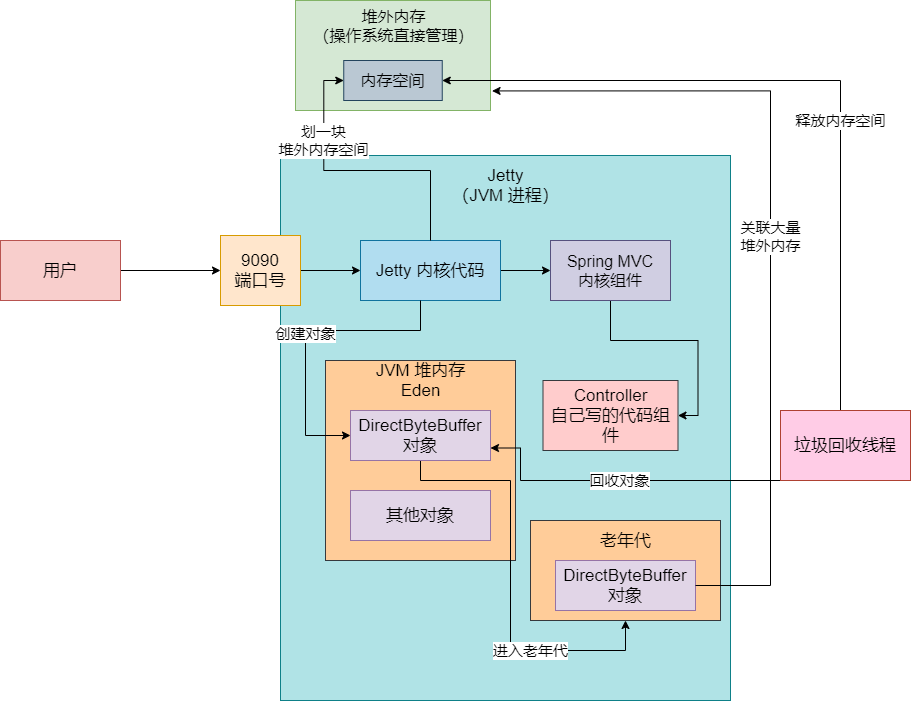 堆外内存
（操作系统直接管理）
内存空间
释放内存空间
划一块
堆外内存空间
Jetty
（JVM 进程）
关联大量
堆外内存
用户
9090
端口号
Jetty 内核代码
Spring MVC
内核组件
创建对象
JVM 堆内存
Eden
DirectByteBuffer
对象
其他对象
Controller
自己写的代码组
件
垃圾回收线程
回收对象
老年代
DirectByteBuffer
对象
进入老年代